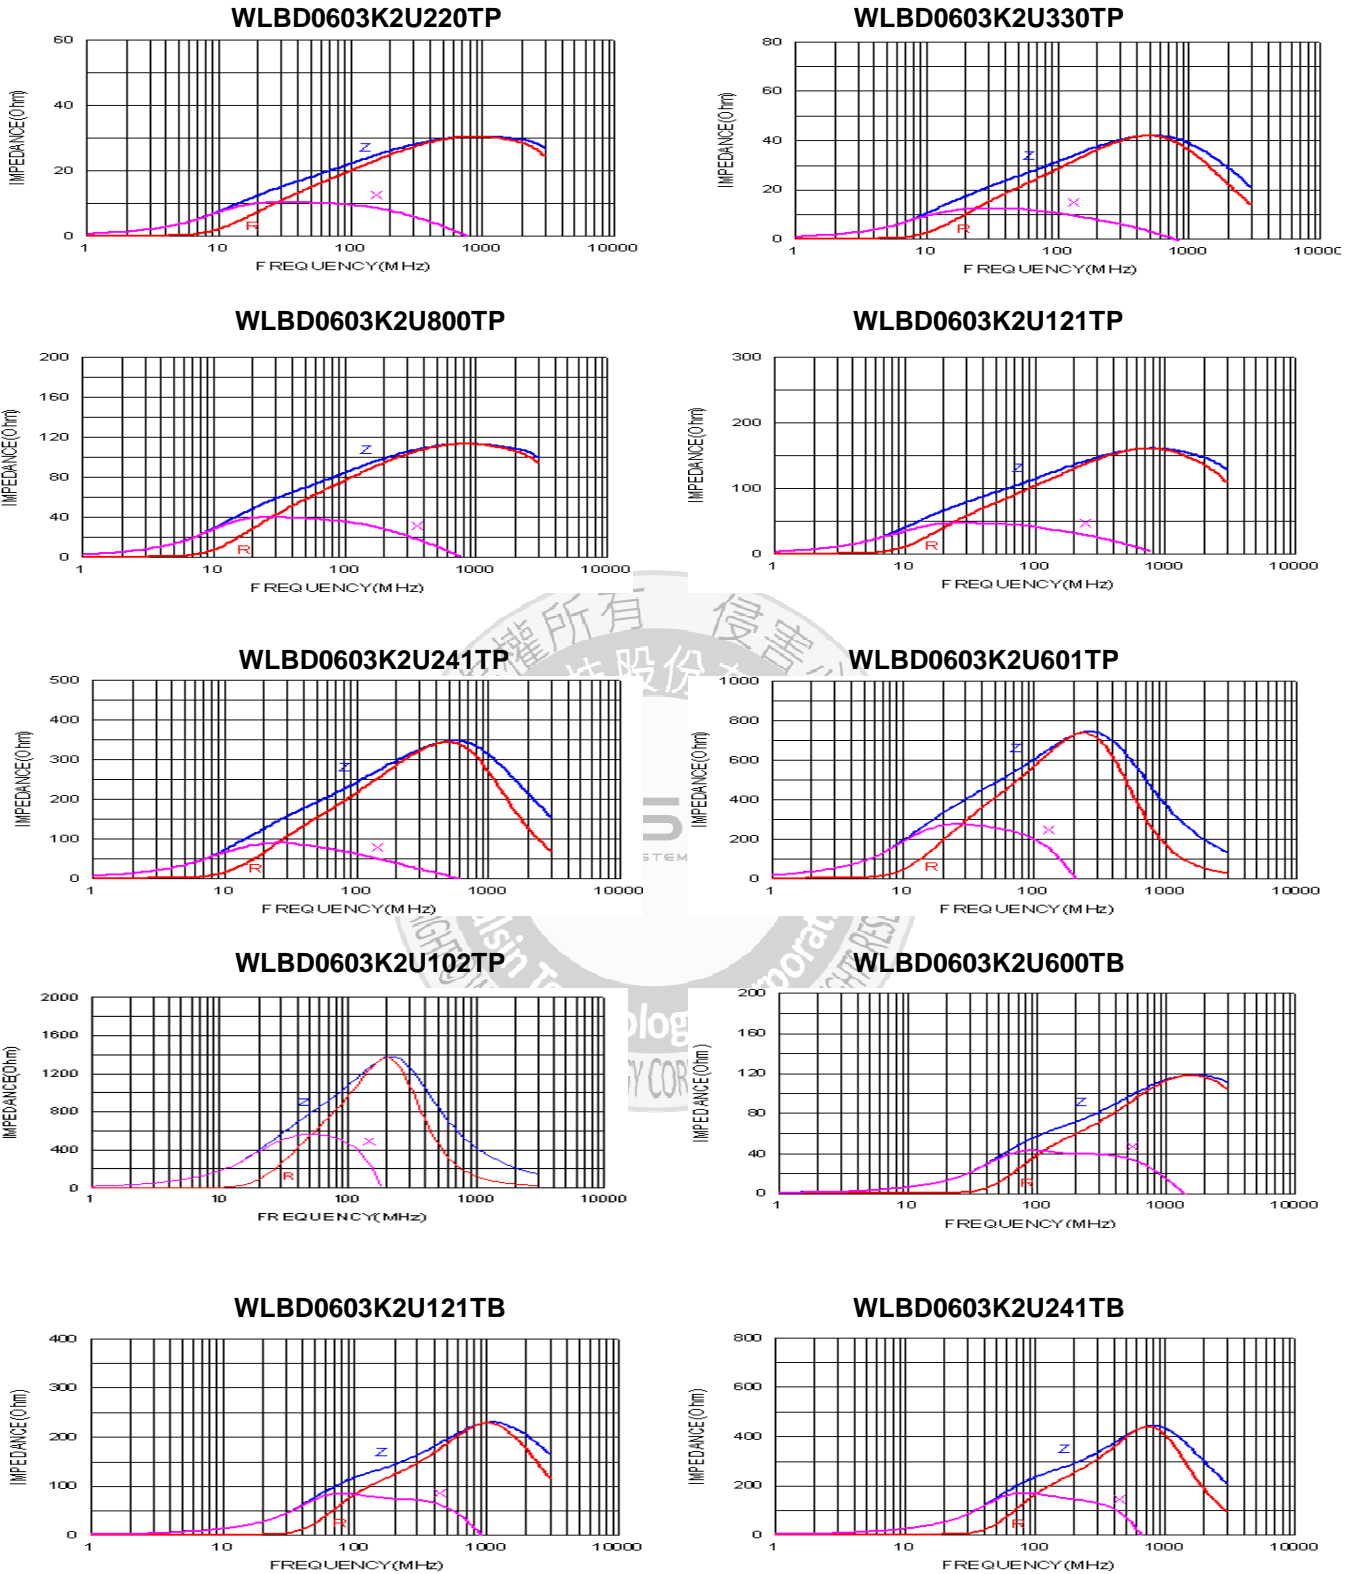 WLBD0603K2U220TP
60
40
20
0
IMPEDANCE(Ohm)
Z
X
R
1
10
100
1000
10000
FREQUENCY(MHz)
WLBD0603K2U330TP
80
60
40
20
0
IMPEDANCE(Ohm)
Z
X
R
1
10
100
1000
10000
FREQUENCY(MHz)
WLBD0603K2U800TP
200
160
120
80
40
0
IMPEDANCE(Ohm)
Z
X
R
1
10
100
1000
10000
FREQUENCY(MHz)
WLBD0603K2U121TP
300
200
100
0
IMPEDANCE(Ohm)
Z
X
R
1
10
100
1000
10000
FREQUENCY(MHz)
權所有 侵害
股份
WLBD0603K2U241TP
500
400
300
200
100
0
IMPEDANCE(Ohm)
Z
X
R
1
10
100
1000
10000
FREQUENCY(MHz)
WLBD0603K2U601TP
1000
800
600
400
200
0
IMPEDANCE(Ohm)
Z
X
R
1
10
100
1000
10000
FREQUENCY(MHz)
WLBD0603K2U102TP
2000
1600
1200
800
400
0
IMPEDANCE(Ohm)
Z
X
R
1
10
100
1000
10000
FREQUENCY(MHz)
WLBD0603K2U600TB
200
160
120
80
40
0
IMPEDANCE(Ohm)
Z
X
R
1
10
100
1000
10000
FREQUENCY(MHz)
WLBD0603K2U121TB
400
300
200
100
0
IMPEDANCE(Ohm)
Z
X
R
1
10
100
1000
10000
FREQUENCY(MHz)
WLBD0603K2U241TB
800
600
400
200
0
IMPEDANCE(Ohm)
Z
X
R
1
10
100
1000
10000
FREQUENCY(MHz)